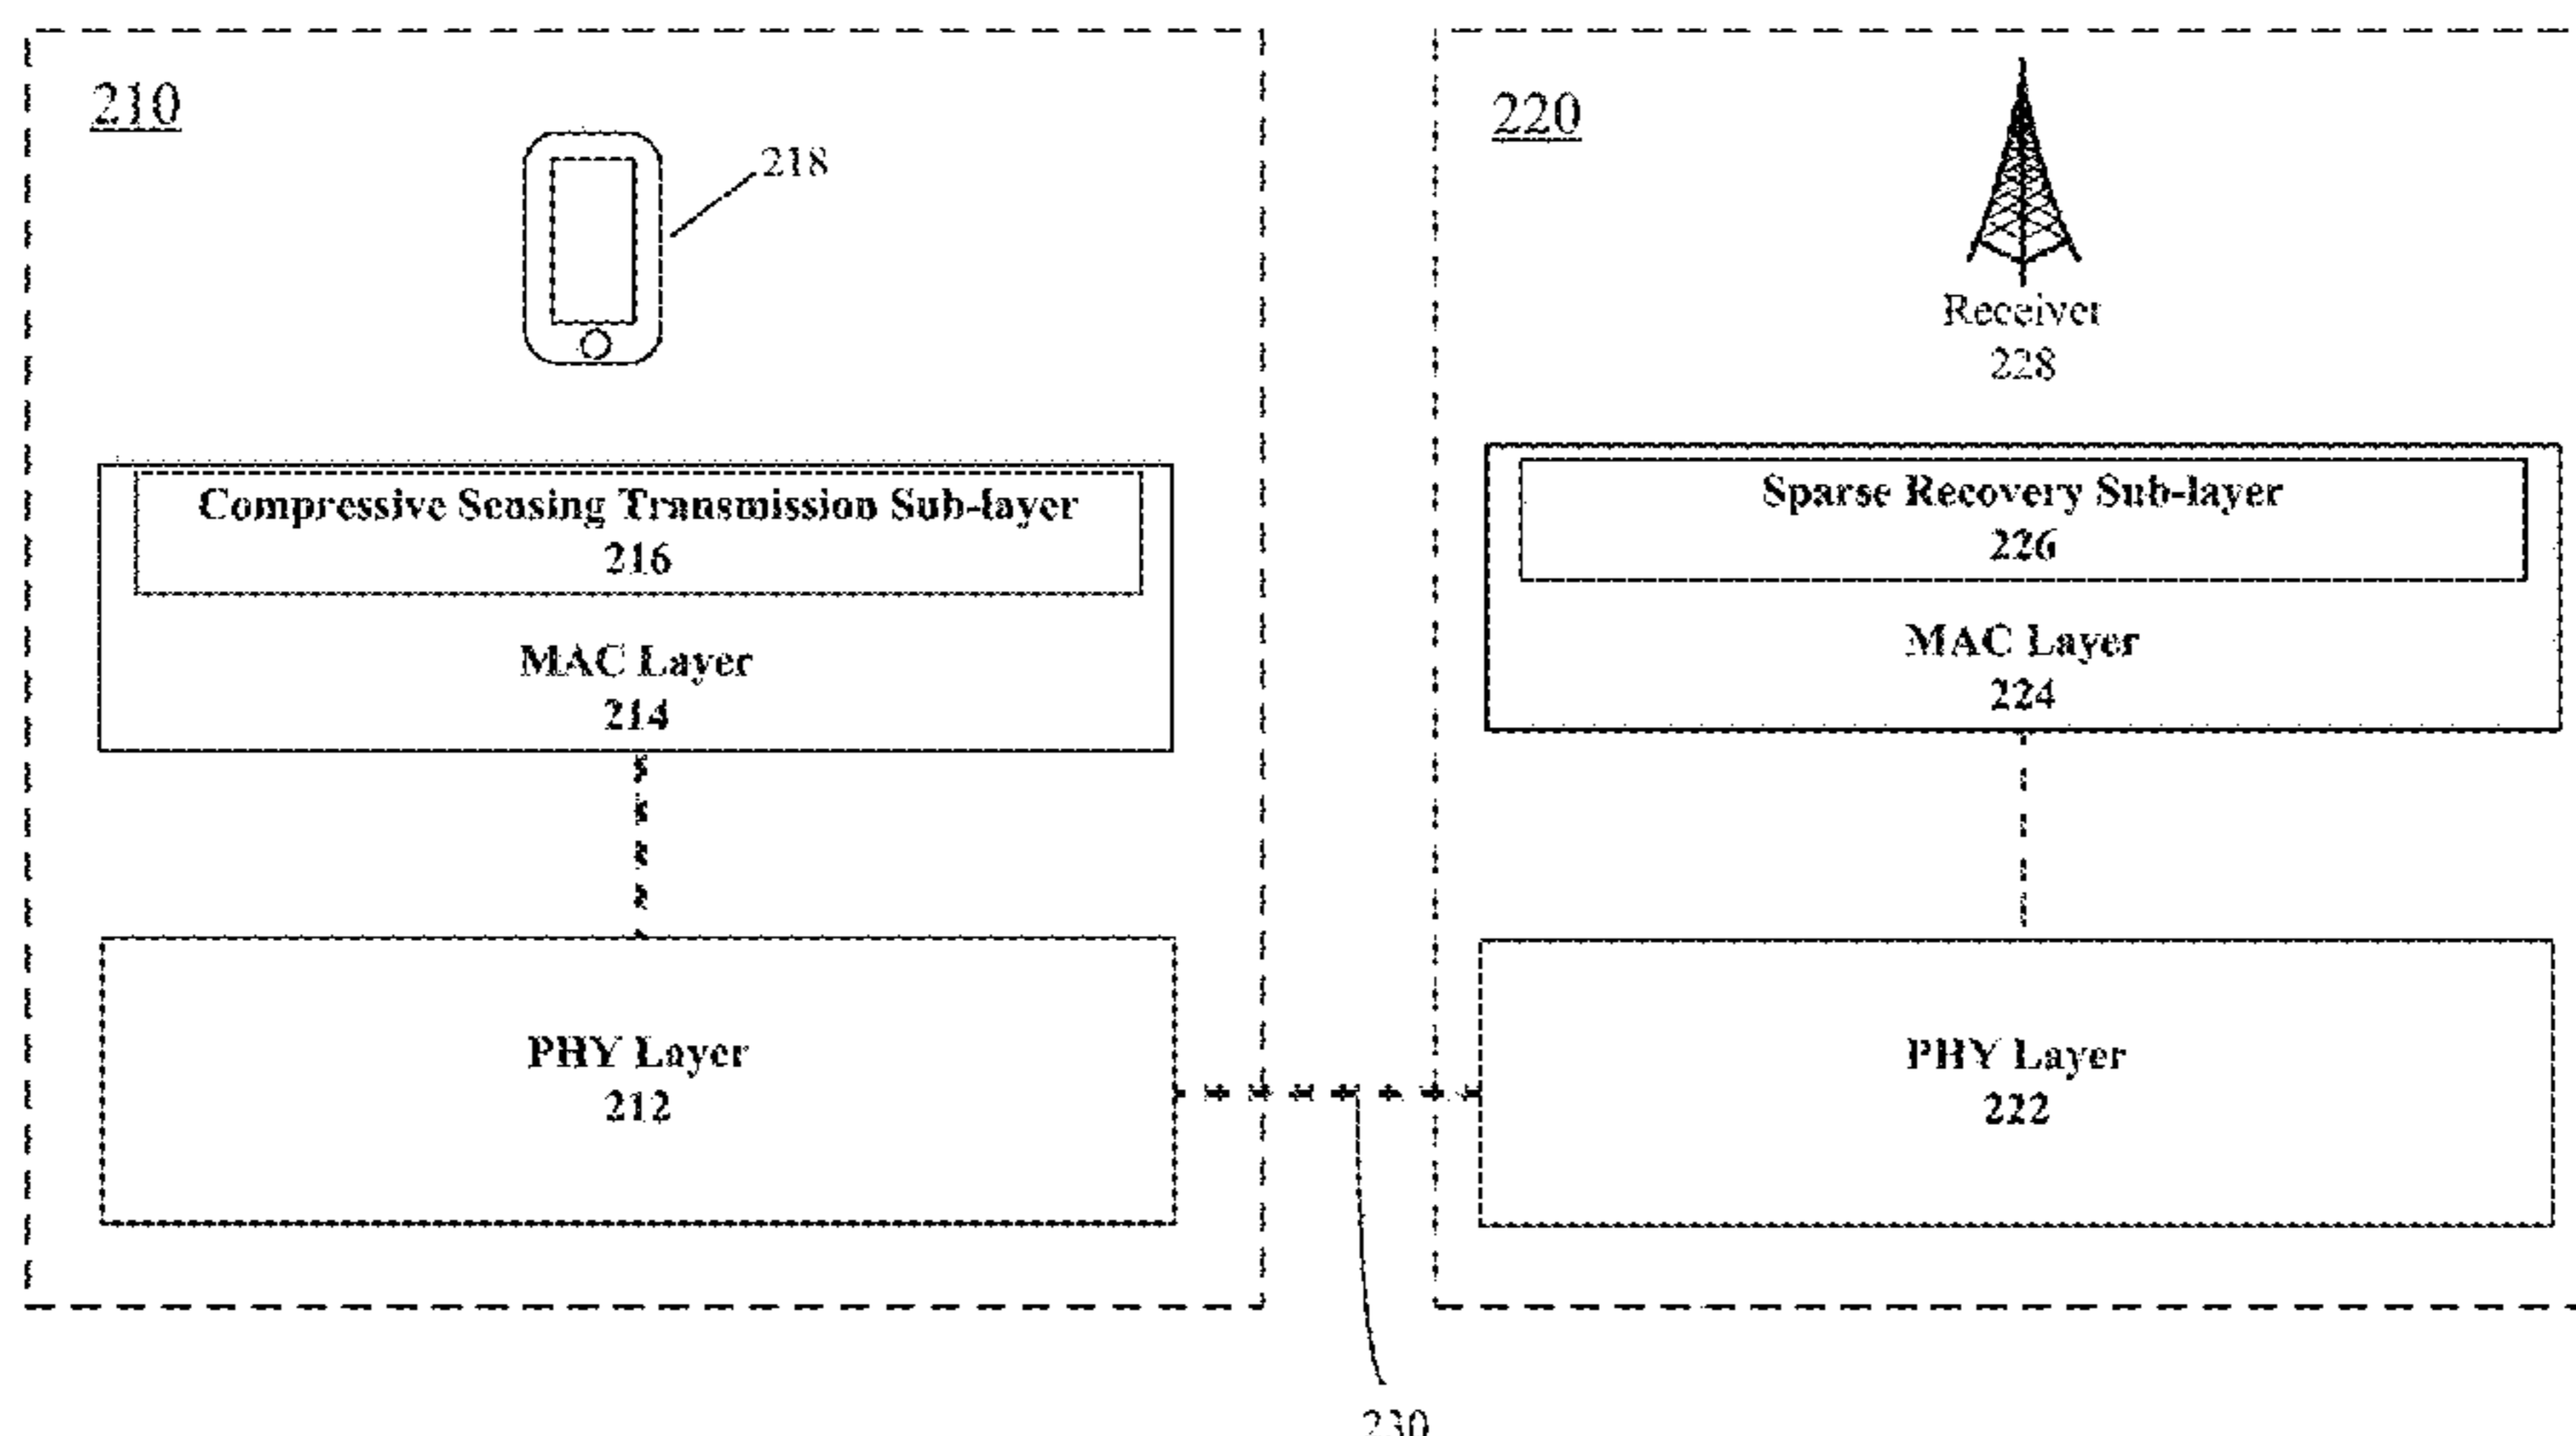 210
218
Compressive Sensing Transmission Sub-layer
216
MAC Layer
214
PHY Layer
212
220
Receiver
228
Sparse Recovery Sub-layer
226
MAC Layer
224
PHY Layer
222
230